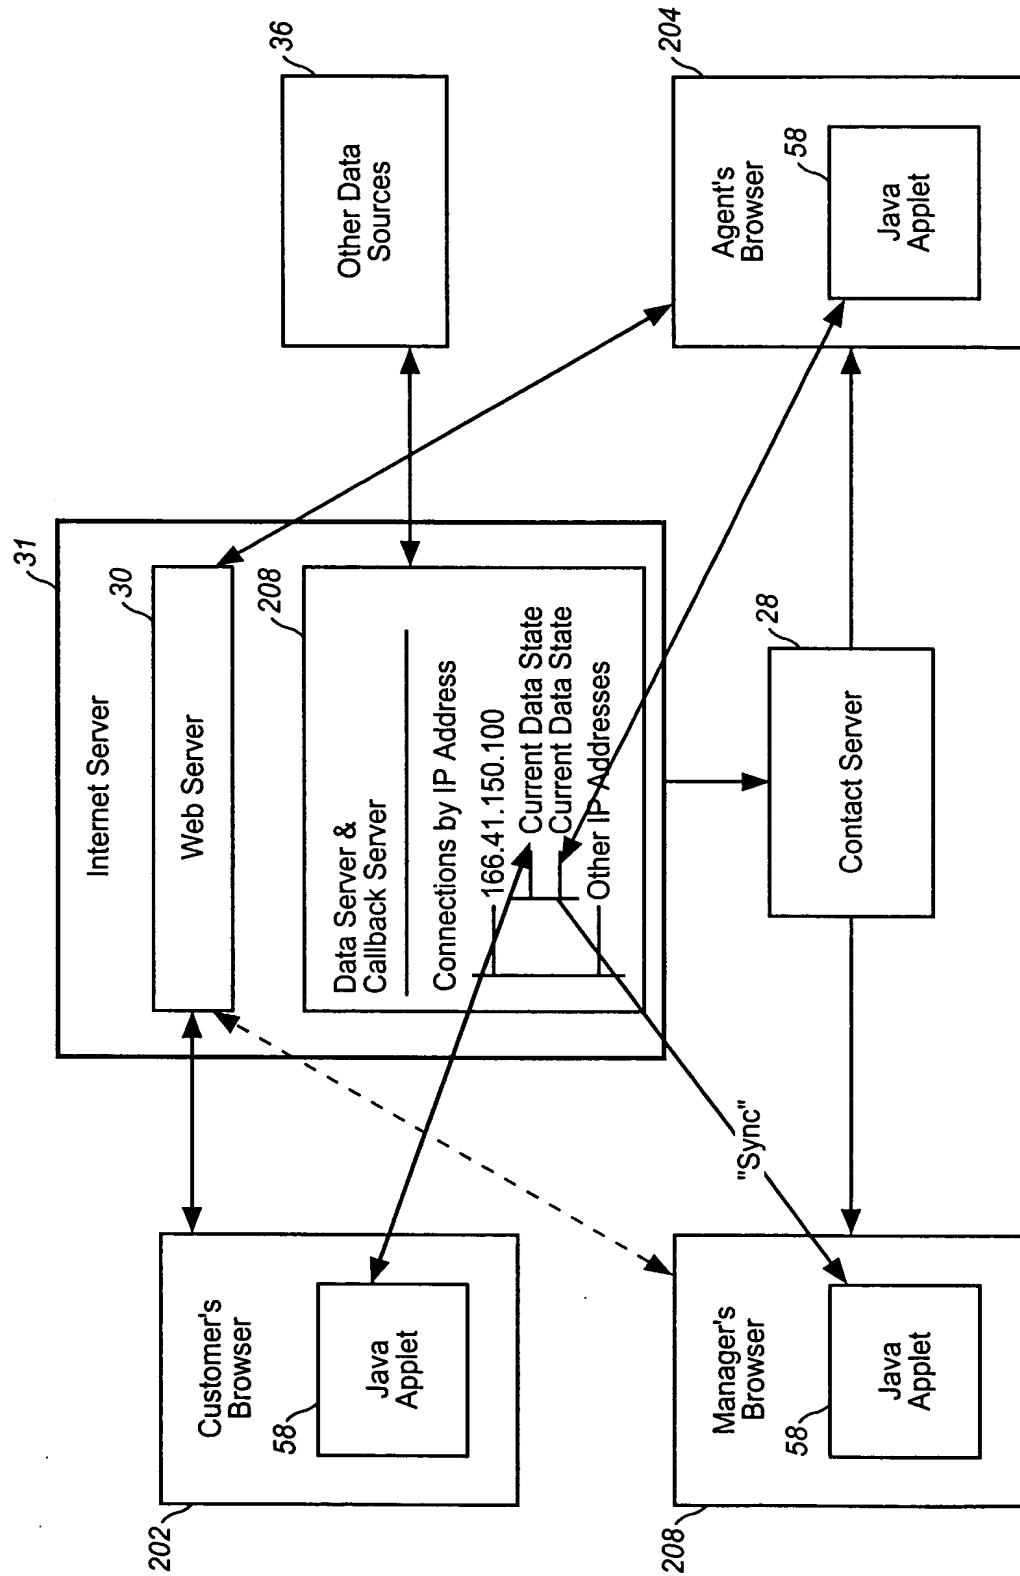 31
Internet Server
30
Web Server
208
Data Server &
Callback Server
Connections by IP Address
166.41.150.100
Current Data State
Current Data State
Other IP Addresses
36
Other Data
Sources
202
Customer's
Browser
58
Java
Applet
"Sync"
208
Manager's
Browser
58
Java
Applet
28
Contact Server
204
Agent's
Browser
58
Java
Applet